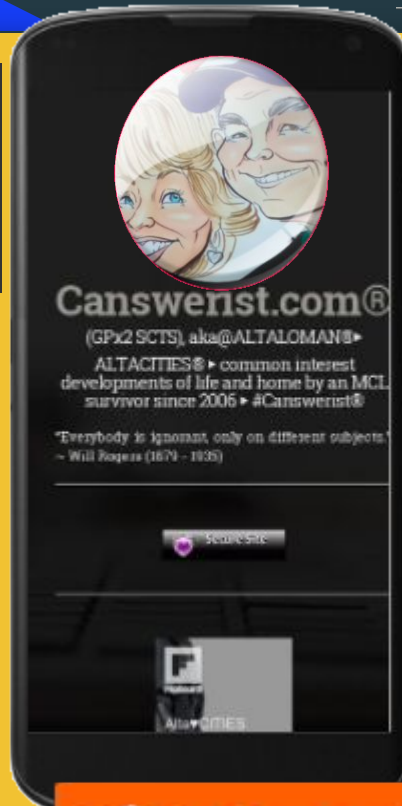 Canswerist.com®
(GPx2 SCTS), aka@ALTALOMAN®▸
ALTACITIES® ▸ common interest
developments of life and home by an MCL
survivor since 2006 ▸ #Canswerist®
"Everybody is ignorant, only on different subjects."
~ Will Rogers (1879 - 1935)
Secure Site
F
Flipboard
Alta♥CITIES